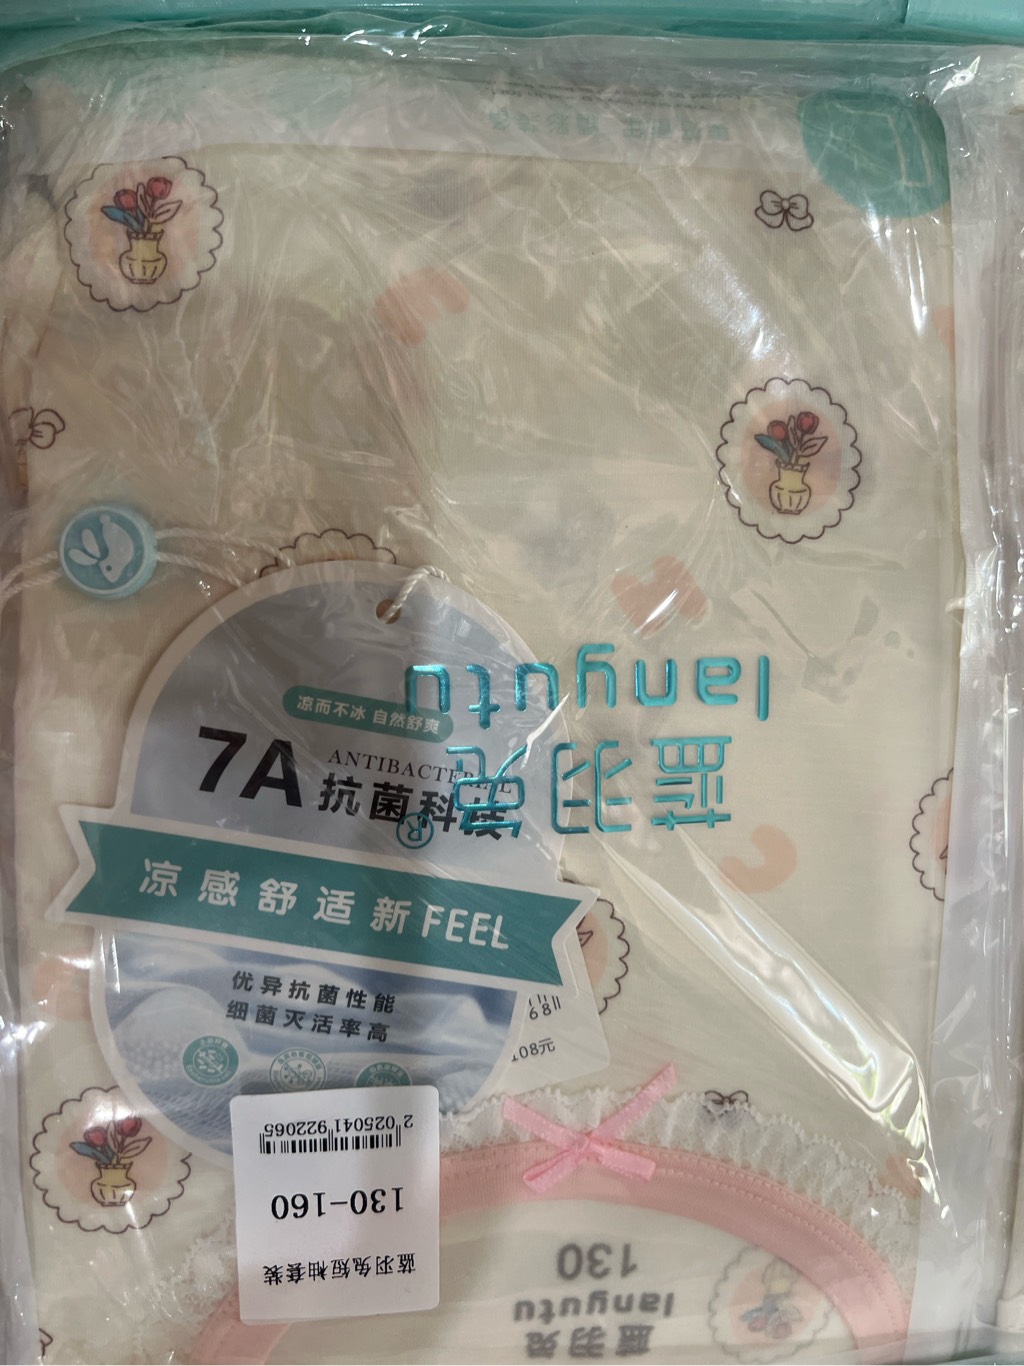 凉而不冰 自然舒爽
7A
ANTIBACTERIAL
抗菌科技
凉感舒适新FEEL
优异抗菌性能
细菌灭活率高
68
108元
蓝羽兔®
lanyutu
蓝羽兔短袖套装
130-160
2 025041 922065
蓝羽兔
lanyutu
130